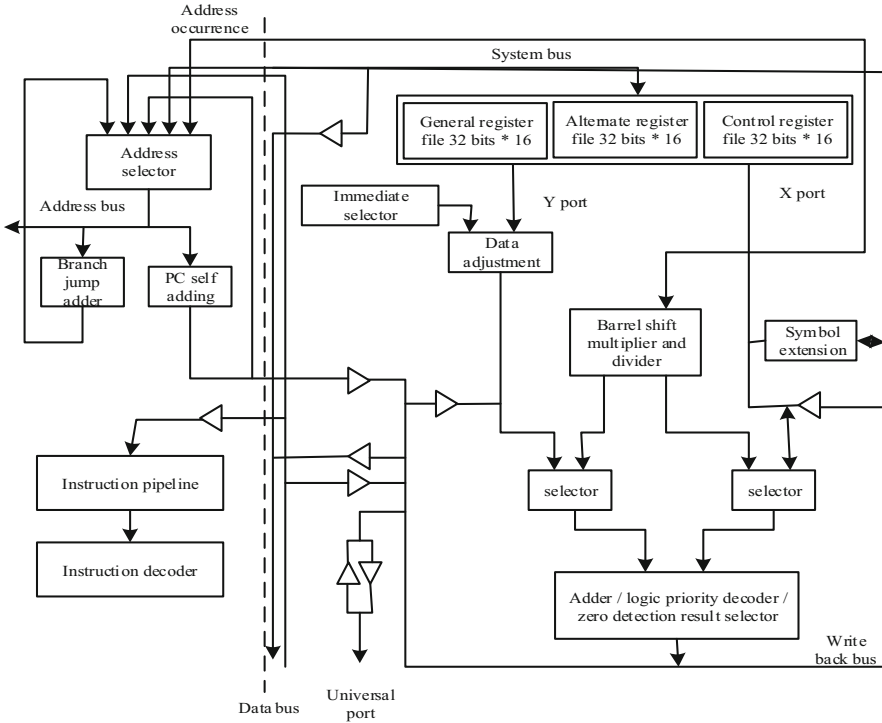 Address
occurrence
System bus
General register
file 32 bits * 16
Alternate register
file 32 bits * 16
Control register
file 32 bits * 16
Address
selector
Immediate
selector
Y port
X port
Address bus
Data
adjustment
Branch
jump
adder
PC self
adding
Barrel shift
multiplier and
divider
Symbol
extension
Instruction pipeline
selector
selector
Instruction decoder
Adder / logic priority decoder /
zero detection result selector
Write
back bus
Data bus
Universal
port